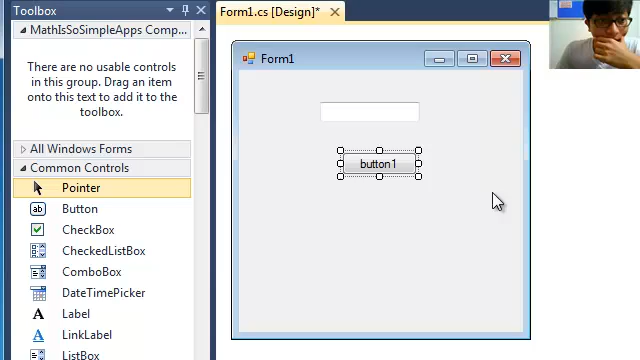 Toolbox
Form1.cs [Design]*
MathIsSoSimpleApps Comp...
There are no usable controls
in this group. Drag an item
onto this text to add it to the
toolbox.
All Windows Forms
Common Controls
Pointer
Button
CheckBox
CheckedListBox
ComboBox
DateTimePicker
Label
LinkLabel
ListBox
Form1
button1